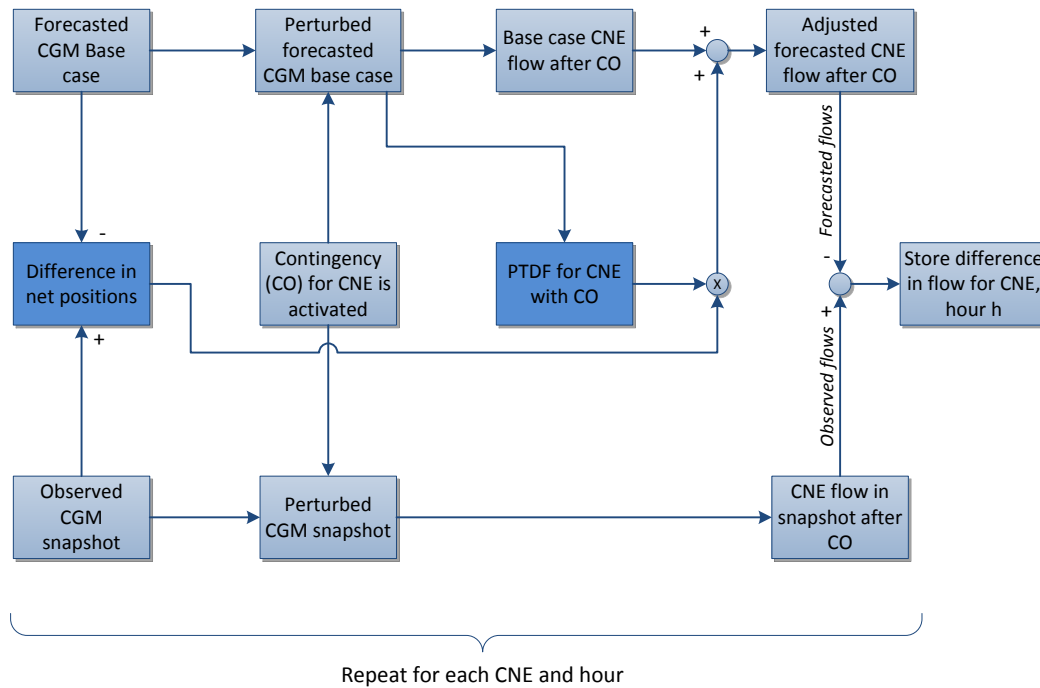 Forecasted
CGM Base
case
Perturbed
forecasted
CGM base case
Base case CNE
flow after CO
+
+
Adjusted
forecasted CNE
flow after CO
Forecasted flows
-
Difference in
net positions
+
Contingency
(CO) for CNE is
activated
PTDF for CNE
with CO
x
-
+
Store difference
in flow for CNE,
hour h
Observed flows
Observed
CGM
snapshot
Perturbed
CGM snapshot
CNE flow in
snapshot after
CO
Repeat for each CNE and hour